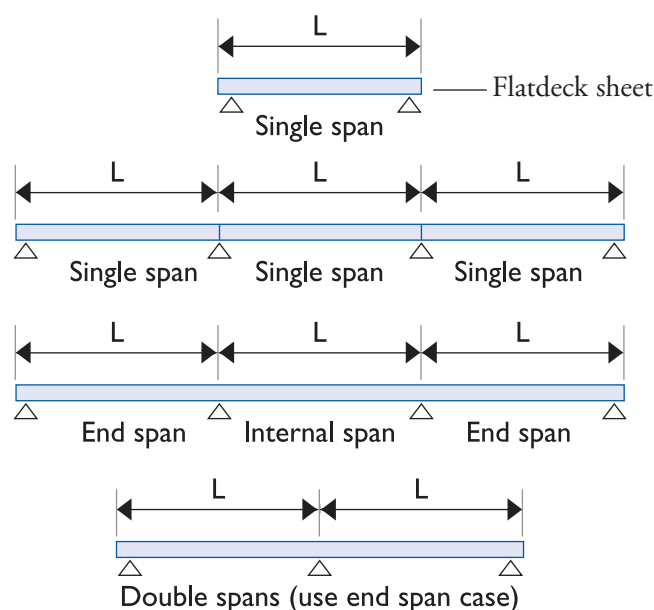 L
Flatdeck sheet
Single span
L L L
Single span Single span Single span
L L L
End span Internal span End span
L L
Double spans (use end span case)